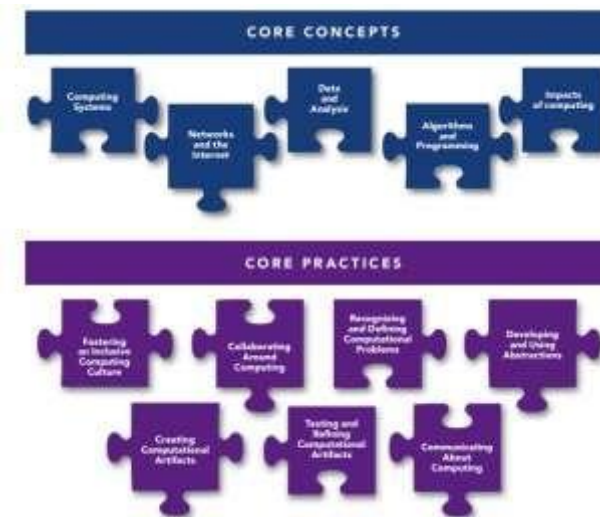 CORE CONCEPTS
Computing
Systems
Networks
and the
Internet
Data
and
Analysis
Algorithms
and
Programming
Impacts
of computing
CORE PRACTICES
Fostering
an Inclusive
Computing
Culture
Collaborating
Around
Computing
Recognizing
and Defining
Computational
Problems
Developing
and Using
Abstractions
Creating
Computational
Artifacts
Testing and
Refining
Computational
Artifacts
Communicating
About
Computing